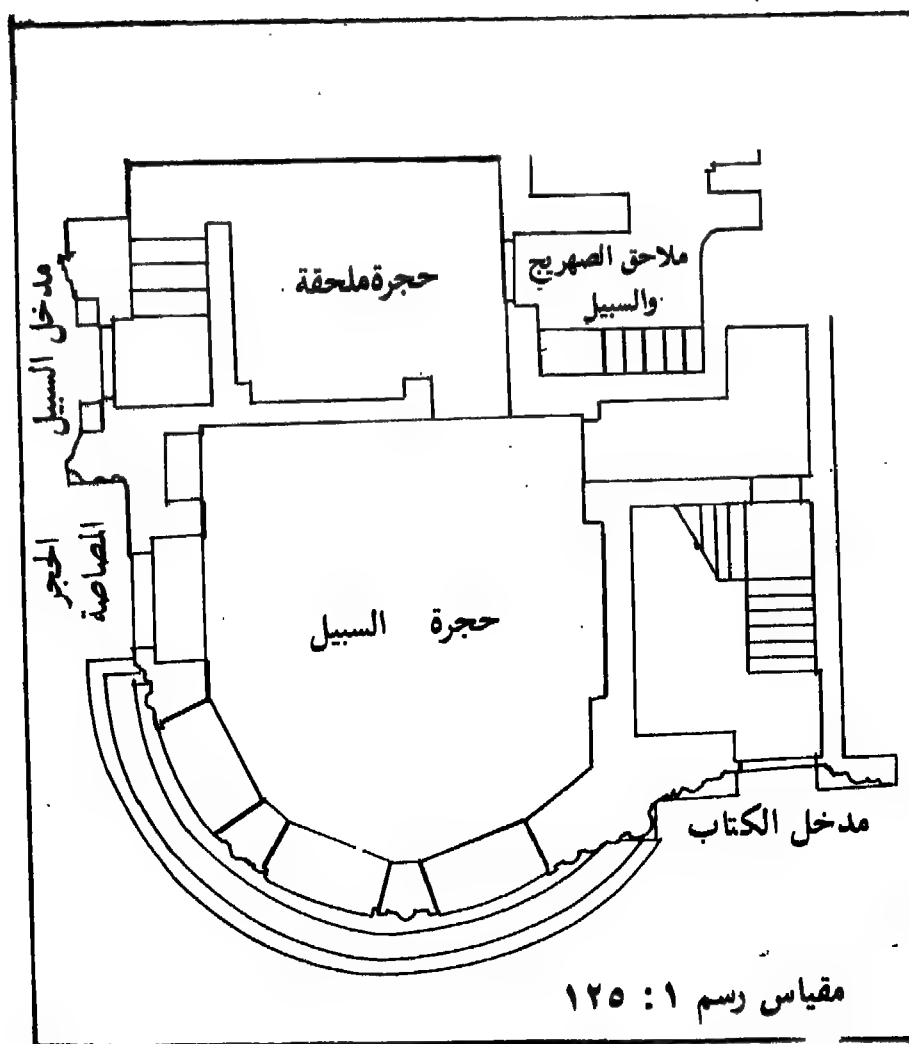 ملاحق الصهريج
والسبيل
حجرة ملحقة
مدخل السبيل
الحجر
المصاصة
حجرة السبيل
مدخل الكتاب
مقياس رسم ١ : ١٢٥